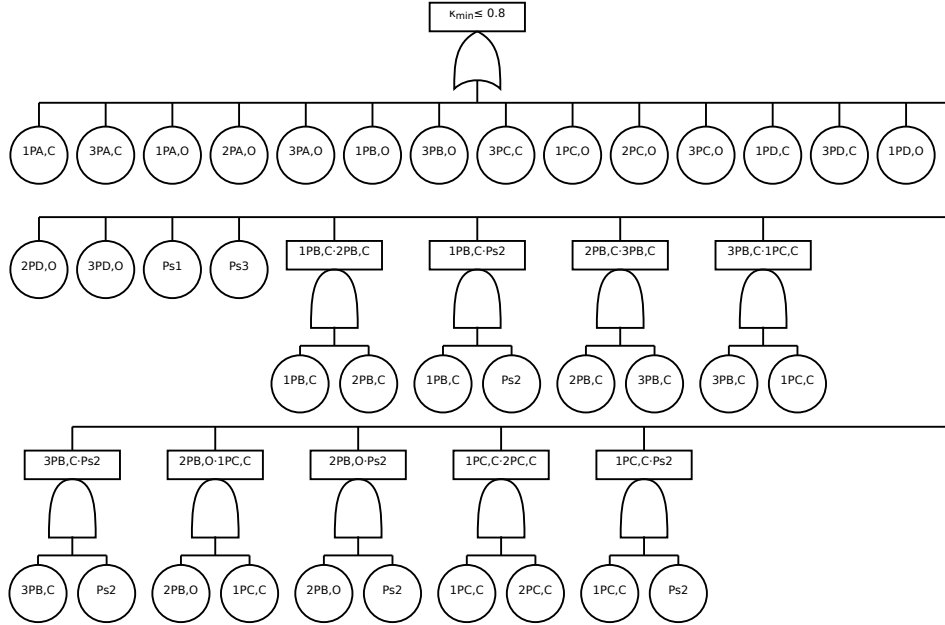 κmin≤ 0.8
1PA,C 3PA,C 1PA,O 2PA,O 3PA,O 1PB,O 3PB,O 3PC,C 1PC,O 2PC,O 3PC,O 1PD,C 3PD,C 1PD,O
2PD,O 3PD,O Ps1 Ps3 1PB,C·2PB,C 1PB,C·Ps2 2PB,C·3PB,C 3PB,C·1PC,C
1PB,C 2PB,C 1PB,C Ps2 2PB,C 3PB,C 3PB,C 1PC,C
3PB,C·Ps2 2PB,O·1PC,C 2PB,O·Ps2 1PC,C·2PC,C 1PC,C·Ps2
3PB,C Ps2 2PB,O 1PC,C 2PB,O Ps2 1PC,C 2PC,C 1PC,C Ps2